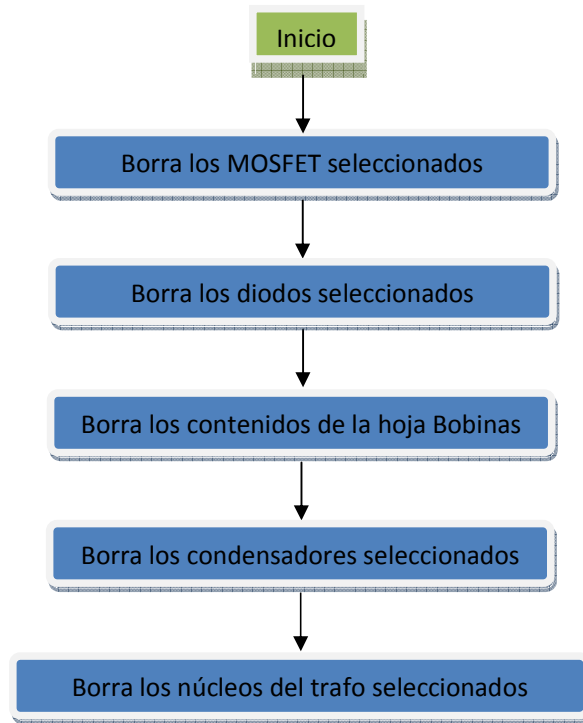 Inicio
Borra los MOSFET seleccionados
Borra los diodos seleccionados
Borra los contenidos de la hoja Bobinas
Borra los condensadores seleccionados
Borra los núcleos del trafo seleccionados